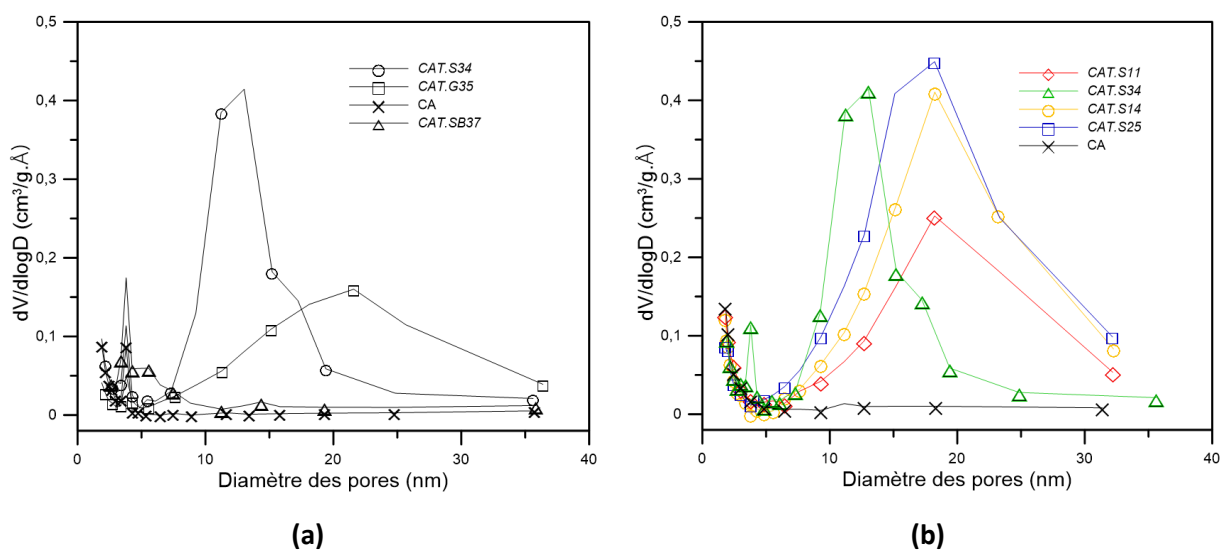 0,5
0,4
0,3
0,2
0,1
0
dV/dlogD (cm³/g.Å)
CAT.S34
CAT.G35
CA
CAT.SB37
0
10
20
30
40
Diamètre des pores (nm)
(a)
0,5
0,4
0,3
0,2
0,1
0
dV/dlogD (cm³/g.Å)
CAT.S11
CAT.S34
CAT.S14
CAT.S25
CA
0
10
20
30
40
Diamètre des pores (nm)
(b)